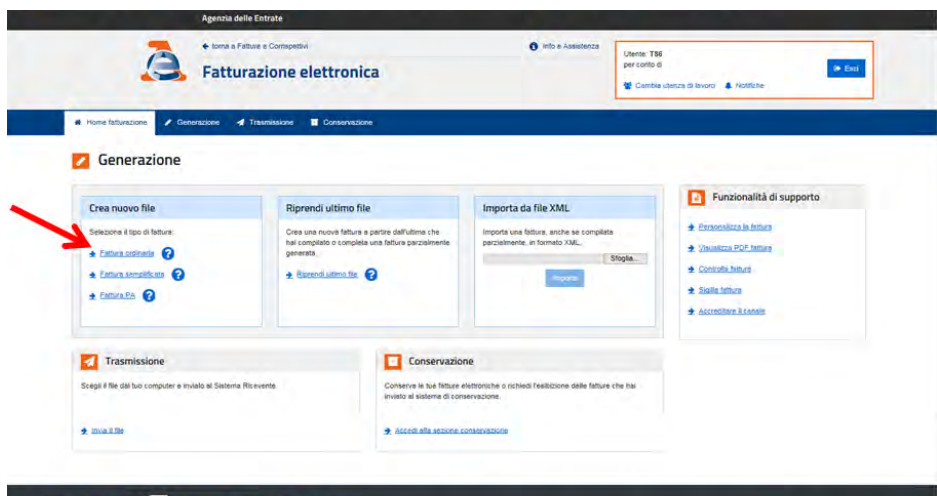 Agenzia delle Entrate
torna a Fatture e Corrispettivi
Info e Assistenza
Fatturazione elettronica
Utente: T86
per conto di
Esci
Cambia utenza di lavoro
Notifiche
Home fatturazione
Generazione
Trasmissione
Conservazione
Generazione
Crea nuovo file
Seleziona il tipo di fattura:
Fattura ordinaria ?
Fattura semplificata ?
Fattura PA ?
Riprendi ultimo file
Crea una nuova fattura a partire dall'ultima che
hai compilato o completa una fattura parzialmente
generata.
Riprendi ultimo file ?
Importa da file XML
Importa una fattura, anche se compilata
parzialmente, in formato XML.
Sfoglia...
Importa
Funzionalità di supporto
Personalizza la fattura
Visualizza PDF fattura
Controlla fattura
Sigilla fattura
Accreditare il canale
Trasmissione
Scegli il file dal tuo computer e invialo al Sistema Ricevente.
Invia il file
Conservazione
Conserva le tue fatture elettroniche o richiedi l'esibizione delle fatture che hai
inviato al sistema di conservazione.
Accedi alla sezione conservazione